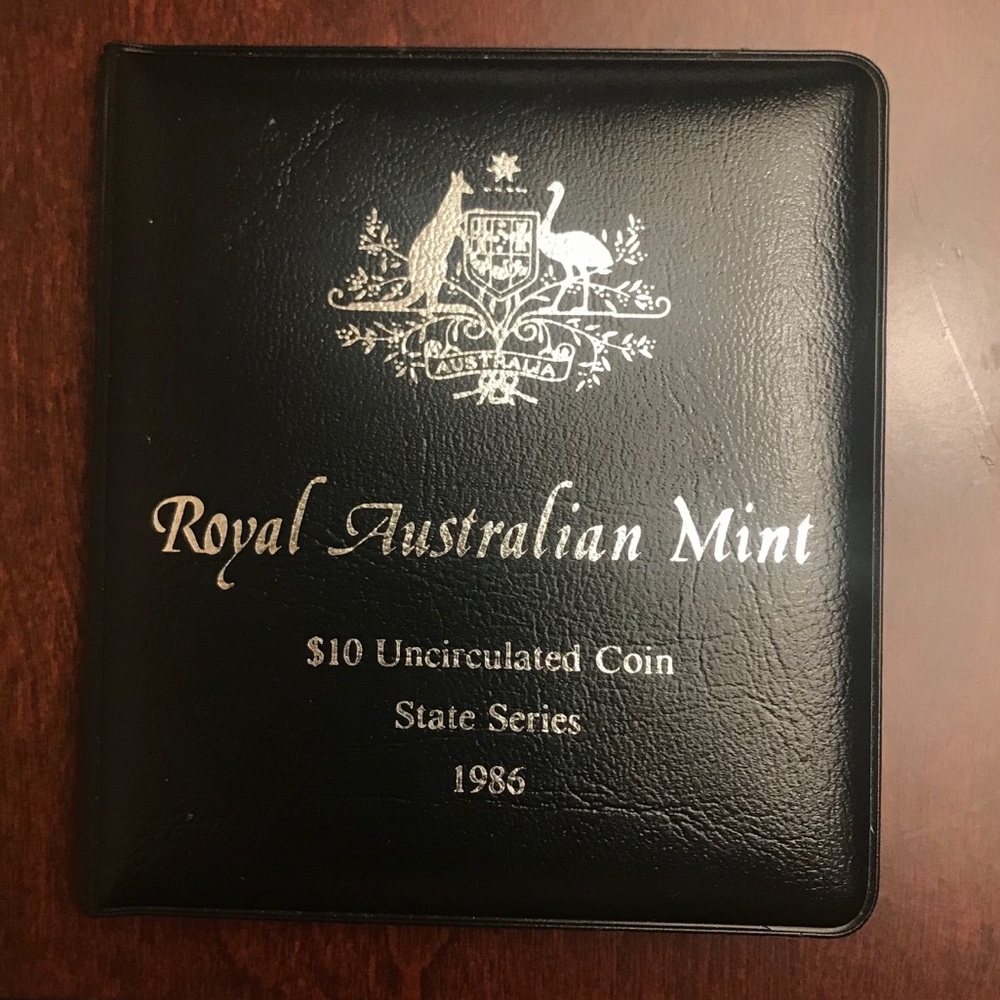 AUSTRALIA
Royal Australian Mint
$10 Uncirculated Coin
State Series
1986